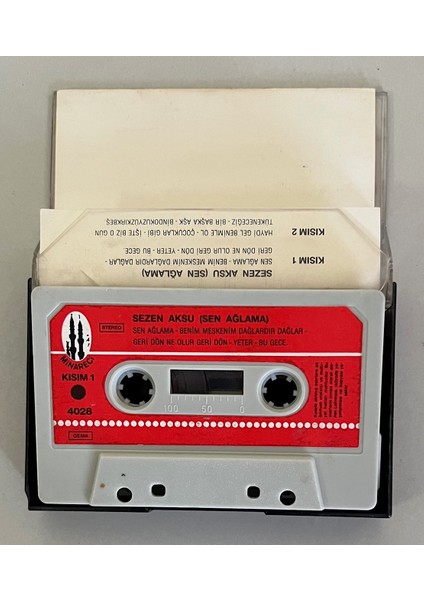 TÜKENECEĞİZ - BİR BAŞKA AŞK - BİNDOKUZYÜZKIRKBEŞ
HAYDİ GEL BENİMLE OL - ÇOCUKLAR GİBİ - İŞTE BİZ O GÜN
KISIM 2
GERİ DÖN NE OLUR GERİ DÖN - YETER - BU GECE.
SEN AĞLAMA - BENİM MESKENİM DAĞLARDIR DAĞLAR -
KISIM 1
SEZEN AKSU (SEN AĞLAMA)
SEZEN AKSU (SEN AĞLAMA)
STEREO
SEN AĞLAMA - BENİM MESKENİM DAĞLARDIR DAĞLAR -
GERİ DÖN NE OLUR GERİ DÖN - YETER - BU GECE.
MİNARECİ
KISIM 1
4028
GEMA
100 50 0